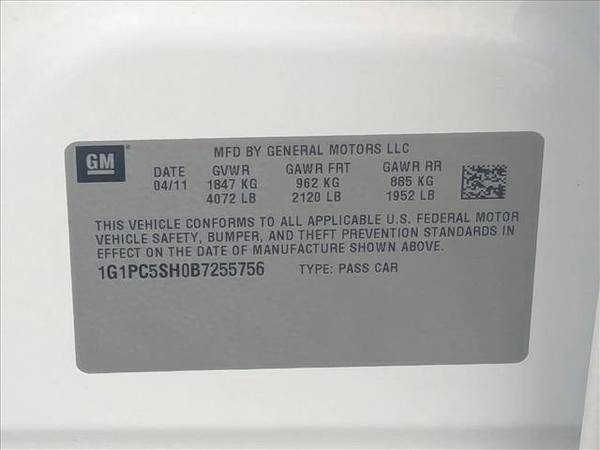 GM
MFD BY GENERAL MOTORS LLC
DATE GVWR GAWR FRT GAWR RR
04/11 1847 KG 962 KG 885 KG
4072 LB 2120 LB 1952 LB
THIS VEHICLE CONFORMS TO ALL APPLICABLE U.S. FEDERAL MOTOR
VEHICLE SAFETY, BUMPER, AND THEFT PREVENTION STANDARDS IN
EFFECT ON THE DATE OF MANUFACTURE SHOWN ABOVE.
1G1PC5SH0B7255756 TYPE: PASS CAR